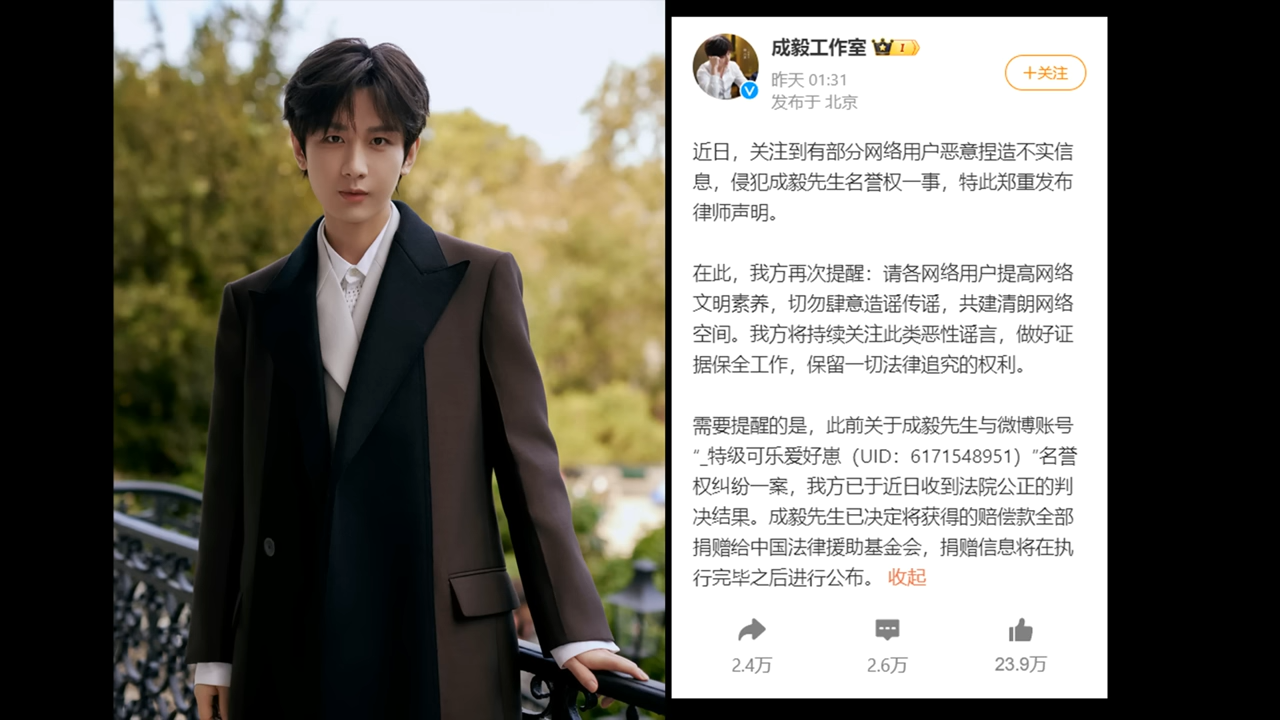 成毅工作室
I
昨天 01:31
发布于 北京
+关注
近日，关注到有部分网络用户恶意捏造不实信
息，侵犯成毅先生名誉权一事，特此郑重发布
律师声明。
在此，我方再次提醒：请各网络用户提高网络
文明素养，切勿肆意造谣传谣，共建清朗网络
空间。我方将持续关注此类恶性谣言，做好证
据保全工作，保留一切法律追究的权利。
需要提醒的是，此前关于成毅先生与微博账号
“_特级可乐爱好崽（UID：6171548951）”名誉
权纠纷一案，我方已于近日收到法院公正的判
决结果。成毅先生已决定将获得的赔偿款全部
捐赠给中国法律援助基金会，捐赠信息将在执
行完毕之后进行公布。 收起
2.4万 2.6万 23.9万